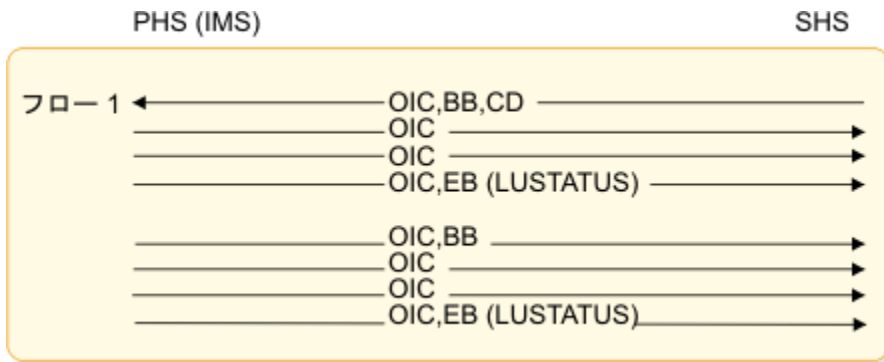 PHS (IMS) SHS
フロー 1 OIC,BB,CD
OIC
OIC
OIC,EB (LUSTATUS)
OIC,BB
OIC
OIC
OIC,EB (LUSTATUS)